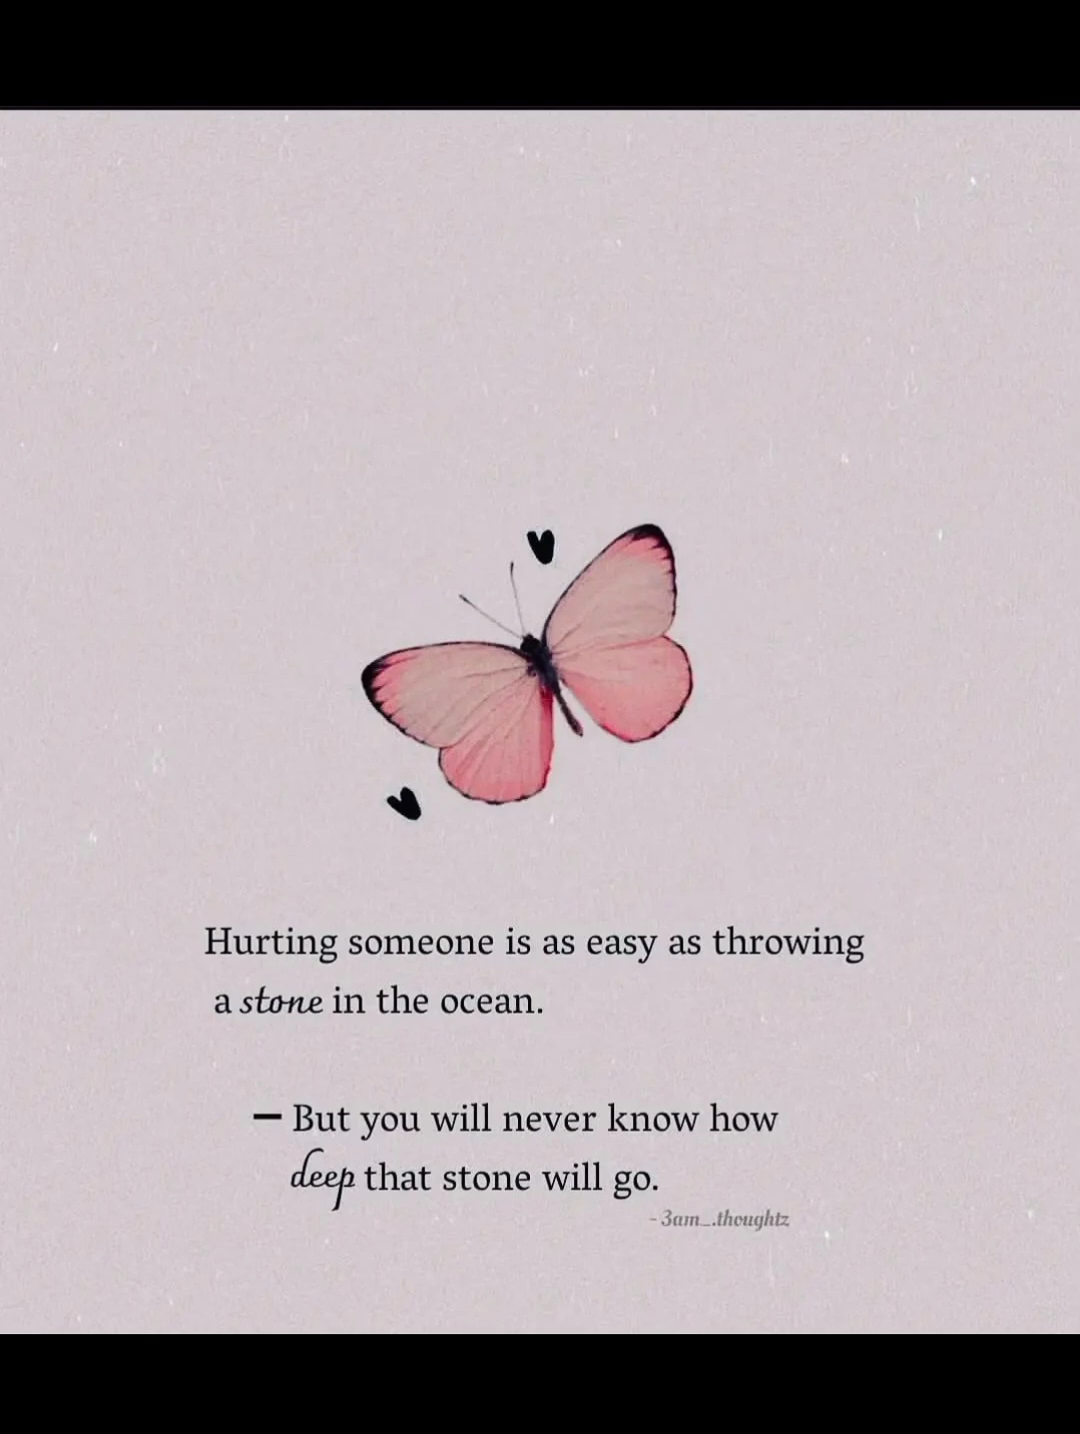 Hurting someone is as easy as throwing
a stone in the ocean.
— But you will never know how
deep that stone will go.
- 3am_.thoughtz